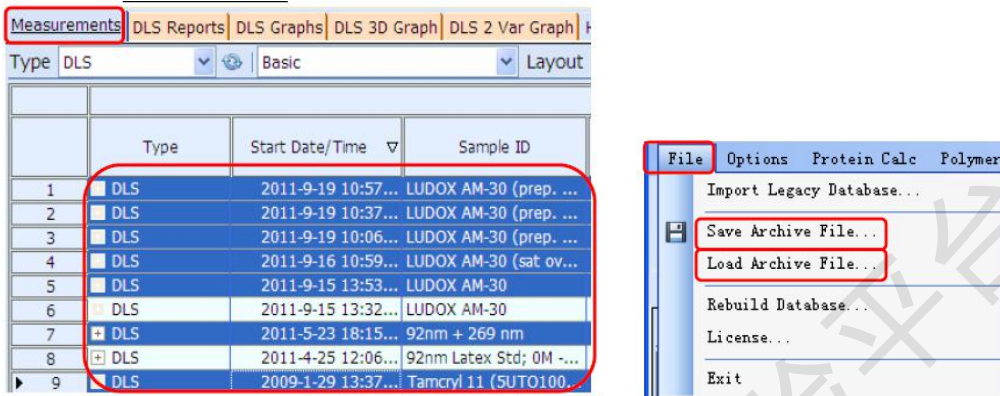 Measurements DLS Reports DLS Graphs DLS 3D Graph DLS 2 Var Graph
Type DLS Basic Layout
Type Start Date/Time Sample ID
1 DLS 2011-9-19 10:57... LUDOX AM-30 (prep. ...
2 DLS 2011-9-19 10:37... LUDOX AM-30 (prep. ...
3 DLS 2011-9-19 10:06... LUDOX AM-30 (prep. ...
4 DLS 2011-9-16 10:59... LUDOX AM-30 (sat ov...
5 DLS 2011-9-15 13:53... LUDOX AM-30
6 DLS 2011-9-15 13:32... LUDOX AM-30
7 DLS 2011-5-23 18:15... 92nm + 269 nm
8 DLS 2011-4-25 12:06... 92nm Latex Std; 0M -...
9 DLS 2009-1-29 13:37... Tamcryl 11 (5UTO100...
File Options Protein Calc Polymer
Import Legacy Database...
Save Archive File...
Load Archive File...
Rebuild Database...
License...
Exit